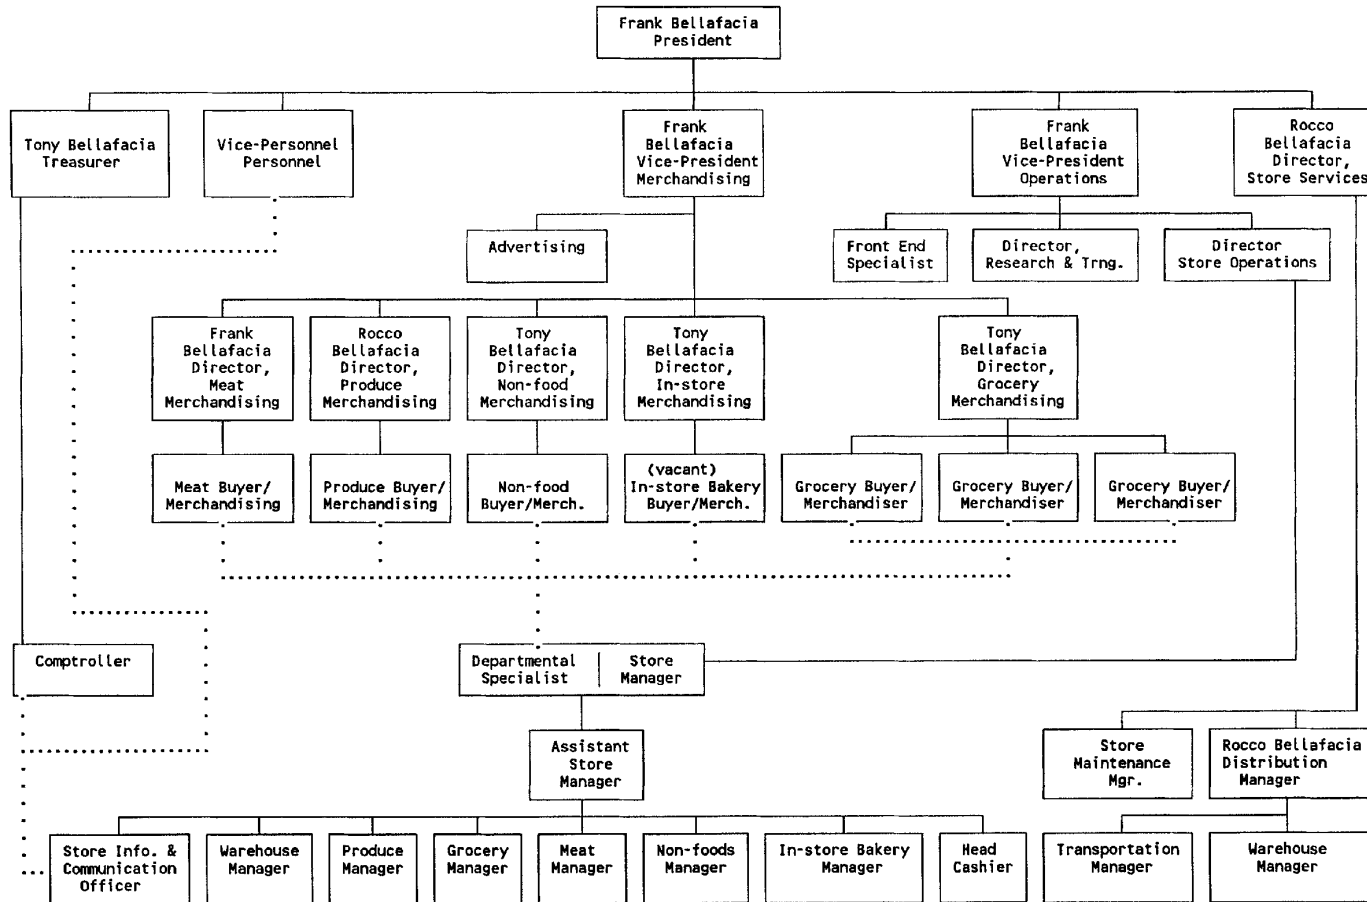 Frank Bellafacia
President
Tony Bellafacia
Treasurer
Vice-Personnel
Personnel
Frank
Bellafacia
Vice-President
Merchandising
Frank
Bellafacia
Vice-President
Operations
Rocco
Bellafacia
Director,
Store Services
Advertising
Front End
Specialist
Director,
Research & Trng.
Director
Store Operations
Frank
Bellafacia
Director,
Meat
Merchandising
Rocco
Bellafacia
Director,
Produce
Merchandising
Tony
Bellafacia
Director,
Non-food
Merchandising
Tony
Bellafacia
Director,
In-store
Merchandising
Tony
Bellafacia
Director,
Grocery
Merchandising
Meat Buyer/
Merchandising
Produce Buyer/
Merchandising
Non-food
Buyer/Merch.
(vacant)
In-store Bakery
Buyer/Merch.
Grocery Buyer/
Merchandiser
Grocery Buyer/
Merchandiser
Grocery Buyer/
Merchandiser
Comptroller
Departmental
Specialist
Store
Manager
Assistant
Store
Manager
Store
Maintenance
Mgr.
Rocco Bellafacia
Distribution
Manager
Store Info. &
Communication
Officer
Warehouse
Manager
Produce
Manager
Grocery
Manager
Meat
Manager
Non-foods
Manager
In-store Bakery
Manager
Head
Cashier
Transportation
Manager
Warehouse
Manager